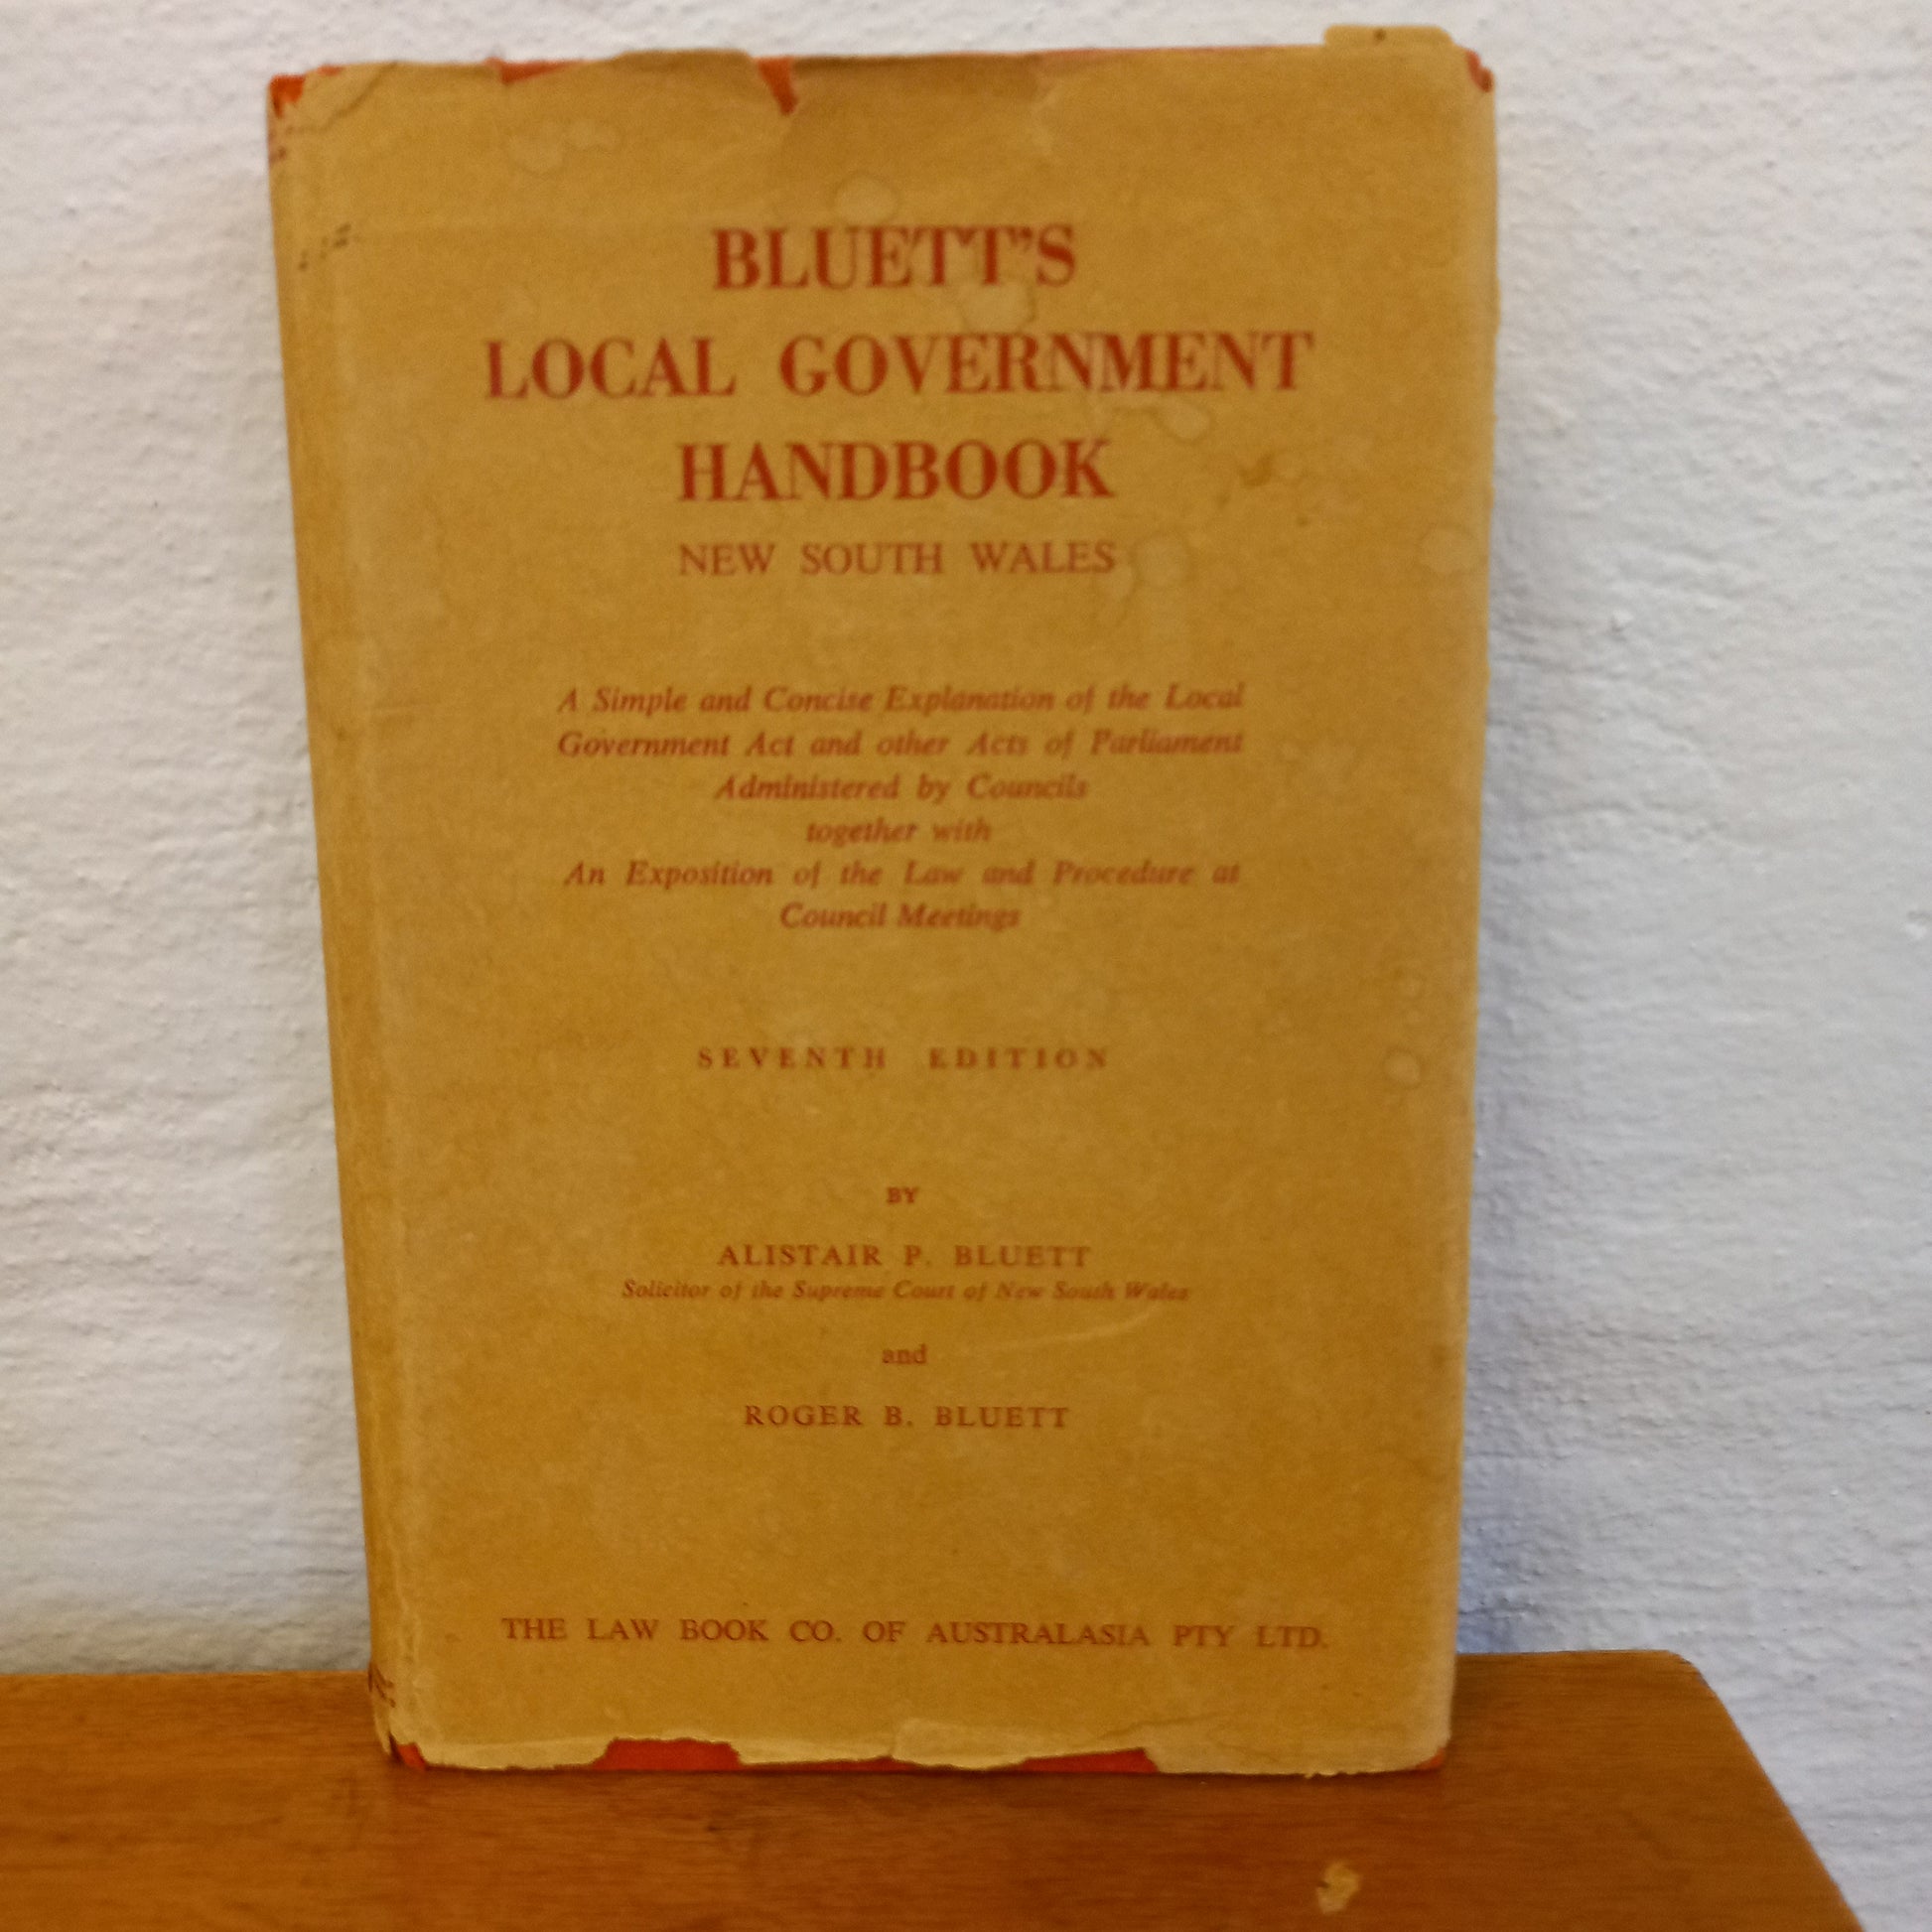 BLUETT'S
LOCAL GOVERNMENT
HANDBOOK
NEW SOUTH WALES
A Simple and Concise Explanation of the Local
Government Act and other Acts of Parliament
Administered by Councils
together with
An Exposition of the Law and Procedure at
Council Meetings
SEVENTH EDITION
BY
ALISTAIR P. BLUETT
Solicitor of the Supreme Court of New South Wales
and
ROGER B. BLUETT
THE LAW BOOK CO. OF AUSTRALASIA PTY LTD.